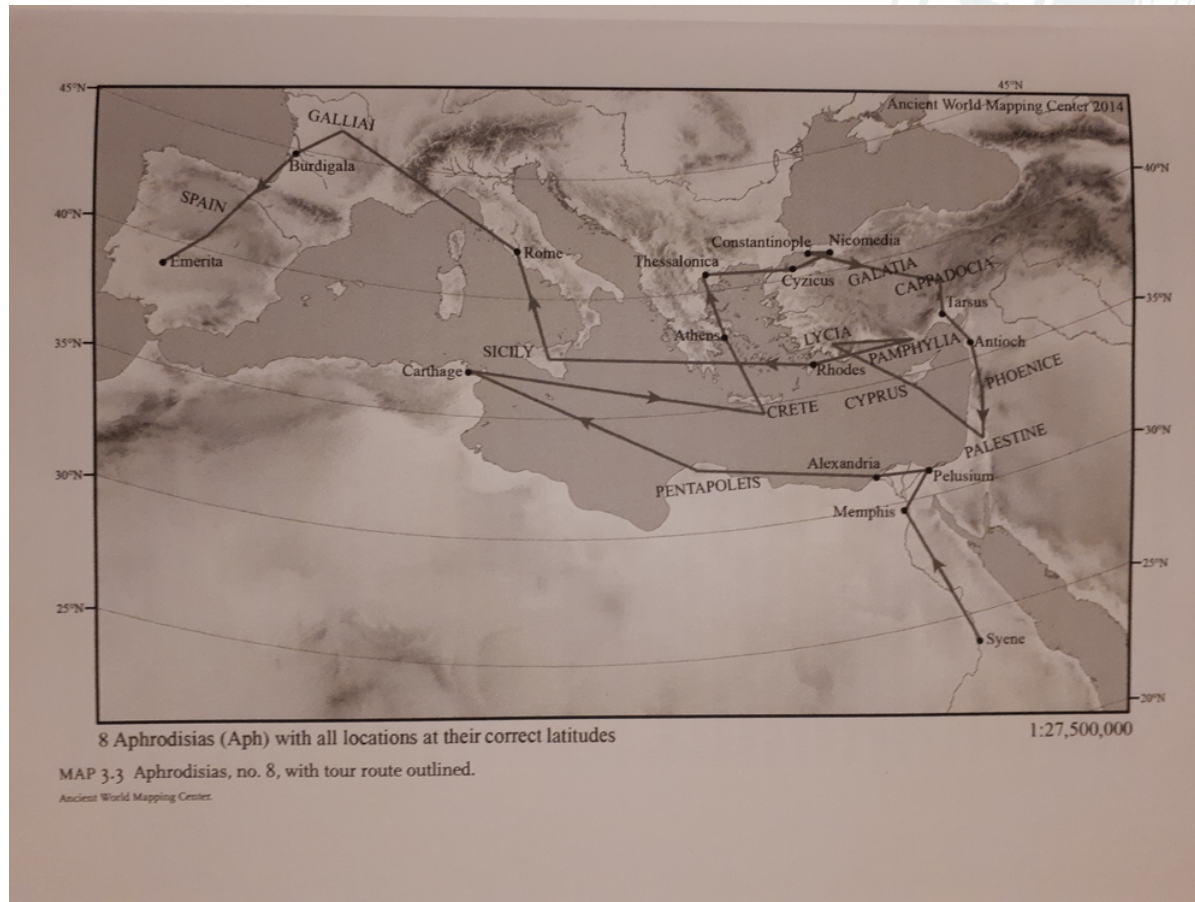 45°N
45°N
Ancient World Mapping Center 2014
GALLIAI
Burdigala
40°N
SPAIN
40°N
Emerita
Rome
Constantinople
Nicomedia
Thessalonica
Cyzicus
GALATIA
CAPPADOCIA
35°N
Tarsus
Athens
LYCIA
PAMPHYLIA
Antioch
35°N
SICILY
Rhodes
Carthage
PHOENICE
CRETE
CYPRUS
30°N
PALESTINE
Alexandria
30°N
PENTAPOLEIS
Pelusium
Memphis
25°N
25°N
Syene
20°N
8 Aphrodisias (Aph) with all locations at their correct latitudes
1:27,500,000
MAP 3.3 Aphrodisias, no. 8, with tour route outlined.
Ancient World Mapping Center.